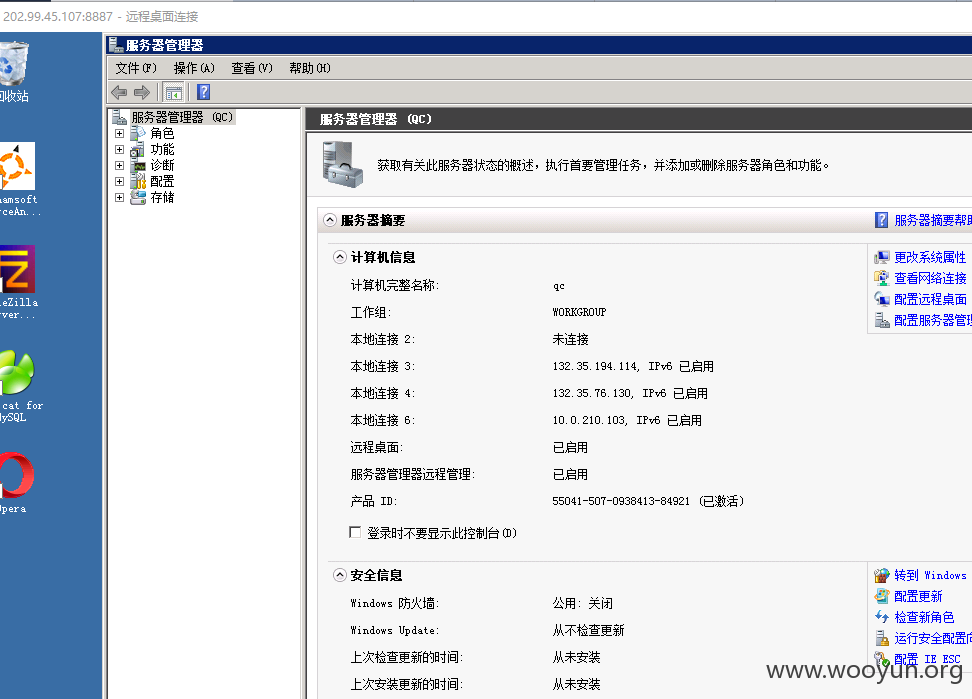 202.99.45.107:8887 - 远程桌面连接
服务器管理器
文件(F) 操作(A) 查看(V) 帮助(H)
回收站
服务器管理器 (QC)
角色
功能
诊断
配置
存储
服务器管理器 (QC)
获取有关此服务器状态的概述，执行首要管理任务，并添加或删除服务器角色和功能。
服务器摘要
服务器摘要帮助
计算机信息
计算机完整名称: qc
工作组: WORKGROUP
本地连接 2: 未连接
本地连接 3: 132.35.194.114, IPv6 已启用
本地连接 4: 132.35.76.130, IPv6 已启用
本地连接 6: 10.0.210.103, IPv6 已启用
远程桌面: 已启用
服务器管理器远程管理: 已启用
产品 ID: 55041-507-0938413-84921 (已激活)
登录时不要显示此控制台(D)
更改系统属性
查看网络连接
配置远程桌面
配置服务器管理
安全信息
Windows 防火墙: 公用: 关闭
Windows Update: 从不检查更新
上次检查更新的时间: 从未安装
上次安装更新的时间: 从未安装
转到 Windows
配置更新
检查新角色
运行安全配置向
配置 IE ESC
namsoft
rceAn...
leZilla
rver...
cat for
MySQL
Opera
www.wooyun.org